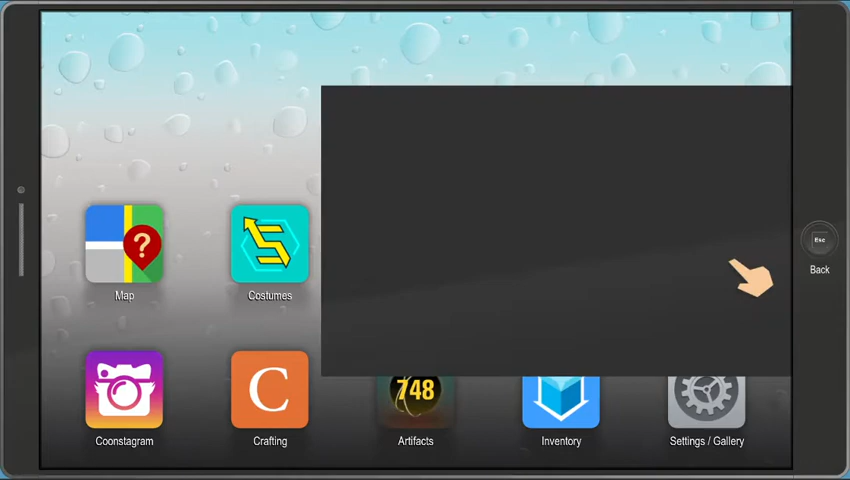 ?
Esc
Back
Map
Costumes
C
748
Coonstagram
Crafting
Artifacts
Inventory
Settings / Gallery